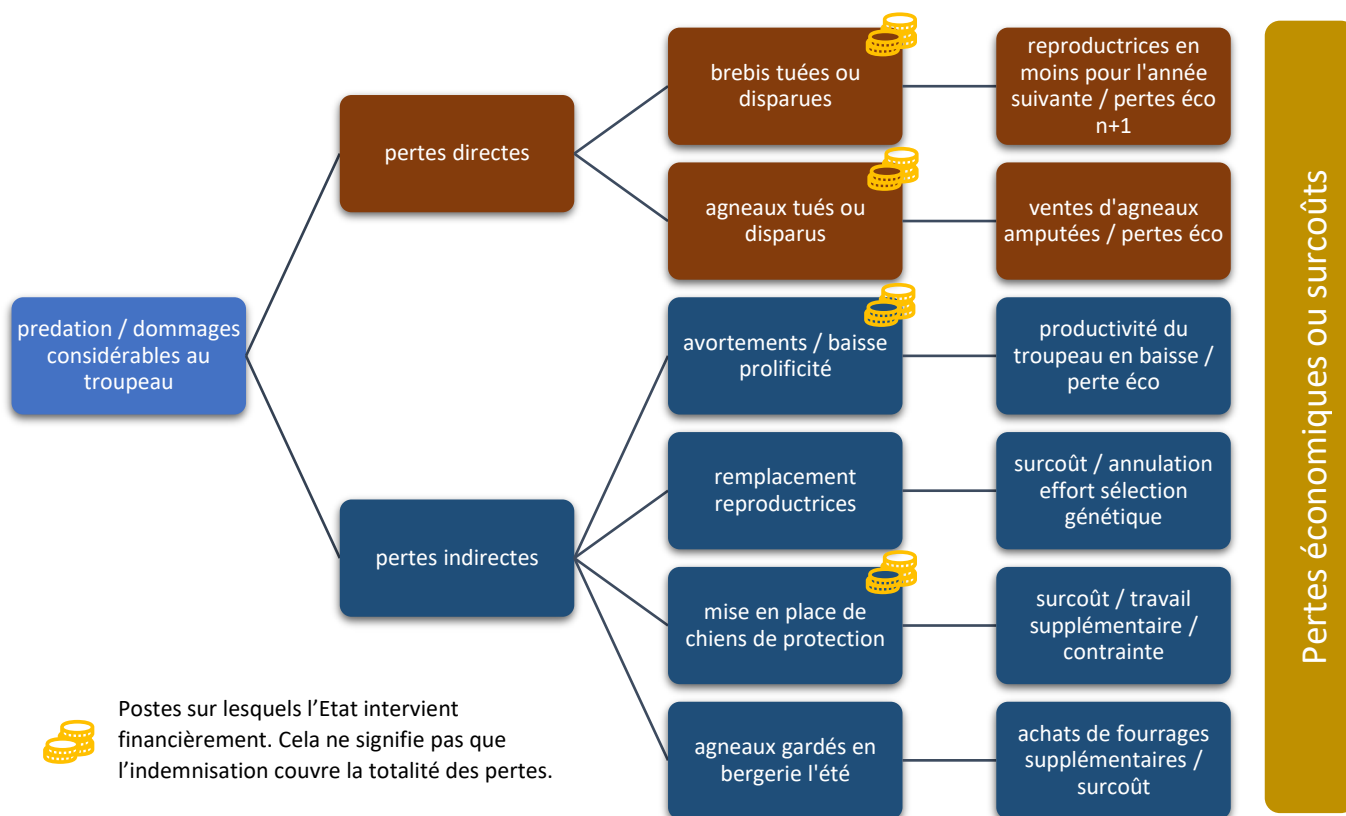 predation / dommages
considérables au
troupeau
pertes directes
brebis tuées ou
disparues
reproductrices en
moins pour l'année
suivante / pertes éco
n+1
agneaux tués ou
disparus
ventes d'agneaux
amputées / pertes éco
pertes indirectes
avortements / baisse
prolificité
productivité du
troupeau en baisse /
perte éco
remplacement
reproductrices
surcoût / annulation
effort sélection
génétique
mise en place de
chiens de protection
surcoût / travail
supplémentaire /
contrainte
agneaux gardés en
bergerie l'été
achats de fourrages
supplémentaires /
surcoût
Pertes économiques ou surcoûts
Postes sur lesquels l’Etat intervient
financièrement. Cela ne signifie pas que
l’indemnisation couvre la totalité des pertes.